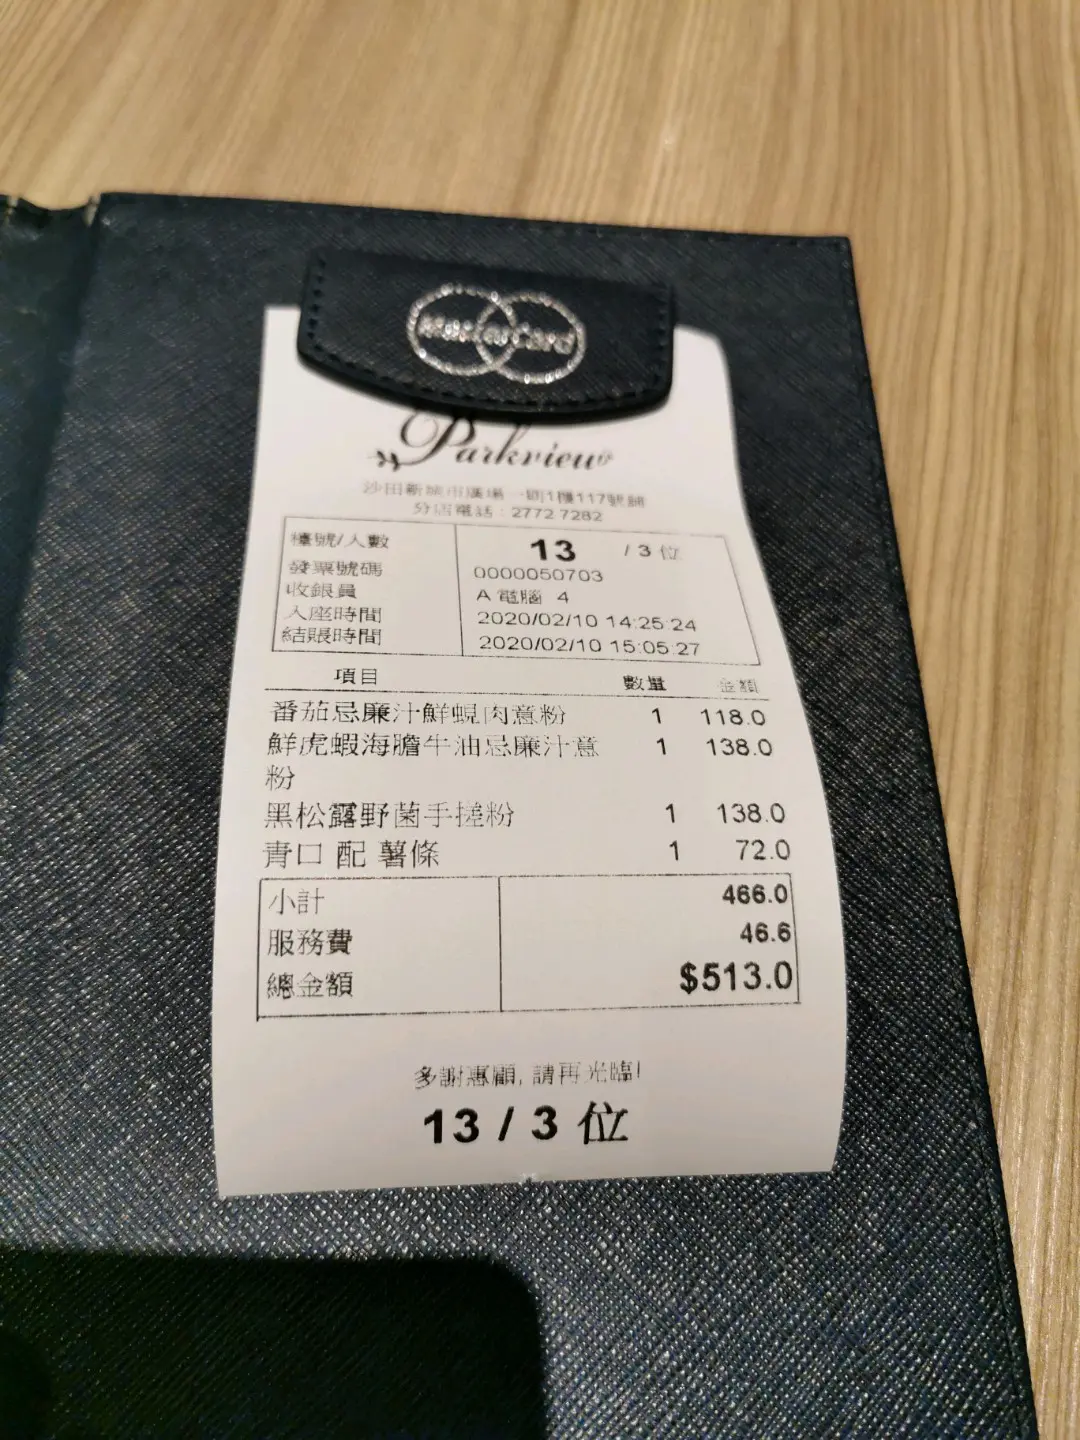 MasterCard
Parkview
沙田新城市廣場一期1樓117號舖
分店電話：2772 7282
檯號/人數 13 / 3 位
發票號碼 0000050703
收銀員 A 電腦 4
入座時間 2020/02/10 14:25:24
結賬時間 2020/02/10 15:05:27
項目 數量 金額
番茄忌廉汁鮮蜆肉意粉 1 118.0
鮮虎蝦海膽牛油忌廉汁意 1 138.0
粉
黑松露野菌手搓粉 1 138.0
青口 配 薯條 1 72.0
小計 466.0
服務費 46.6
總金額 $513.0
多謝惠顧, 請再光臨!
13 / 3 位